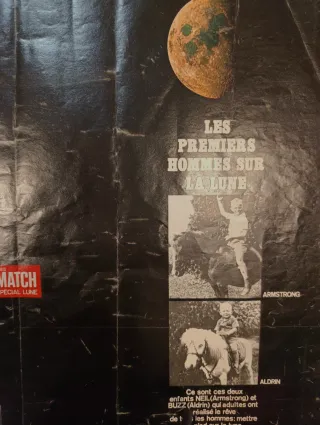 LES
PREMIERS
HOMMES SUR
LA LUNE
MATCH
SPÉCIAL LUNE
ARMSTRONG
ALDRIN
Ce sont ces deux
enfants NEIL (Armstrong) et
BUZZ (Aldrin) qui adultes ont
réalisé le rêve
de les hommes: mettre